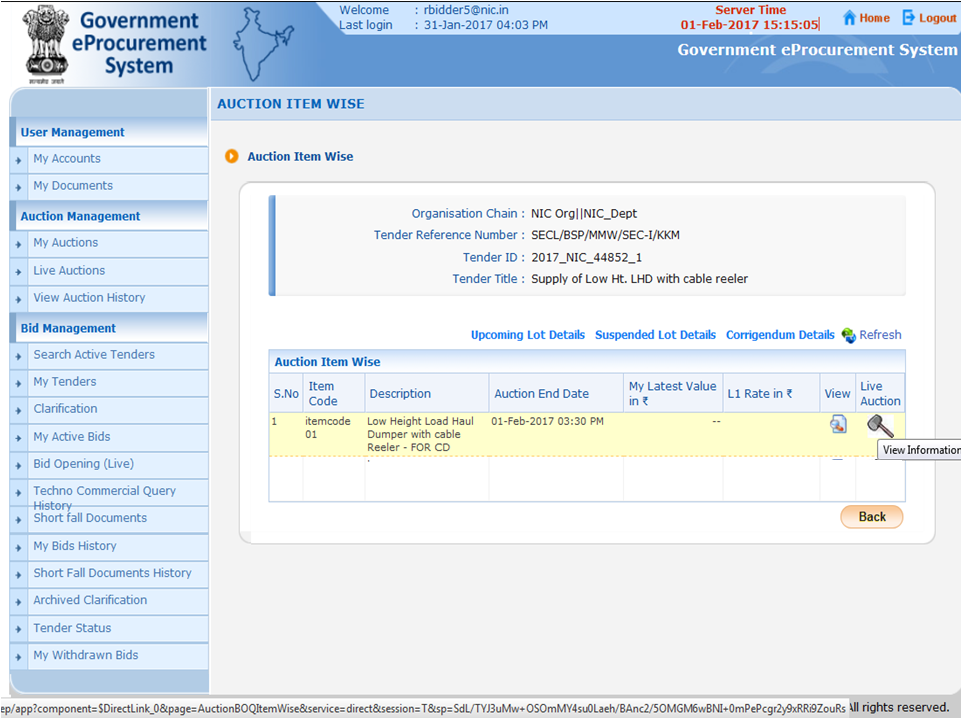 Government
eProcurement
System
Welcome : rbidder5@nic.in
Last login : 31-Jan-2017 04:03 PM
Server Time
01-Feb-2017 15:15:05
Home
Logout
Government eProcurement System
User Management
My Accounts
My Documents
Auction Management
My Auctions
Live Auctions
View Auction History
Bid Management
Search Active Tenders
My Tenders
Clarification
My Active Bids
Bid Opening (Live)
Techno Commercial Query
History
Short fall Documents
My Bids History
Short Fall Documents History
Archived Clarification
Tender Status
My Withdrawn Bids
AUCTION ITEM WISE
Auction Item Wise
Organisation Chain : NIC Org||NIC_Dept
Tender Reference Number : SECL/BSP/MMW/SEC-I/KKM
Tender ID : 2017_NIC_44852_1
Tender Title : Supply of Low Ht. LHD with cable reeler
Upcoming Lot Details Suspended Lot Details Corrigendum Details Refresh
Auction Item Wise
S.No
Item
Code
Description
Auction End Date
My Latest Value
in ₹
L1 Rate in ₹
View
Live
Auction
1
itemcode
01
Low Height Load Haul
Dumper with cable
Reeler - FOR CD
01-Feb-2017 03:30 PM
--
View Information
Back
ep/app?component=$DirectLink_0&page=AuctionBOQItemWise&service=direct&session=T&sp=SdL/TYJ3uMw+OSOmMY4su0Laeh/BAnc2/5OMGM6wBNI+0mPePcgr2y9xRRi9ZouRs
All rights reserved.